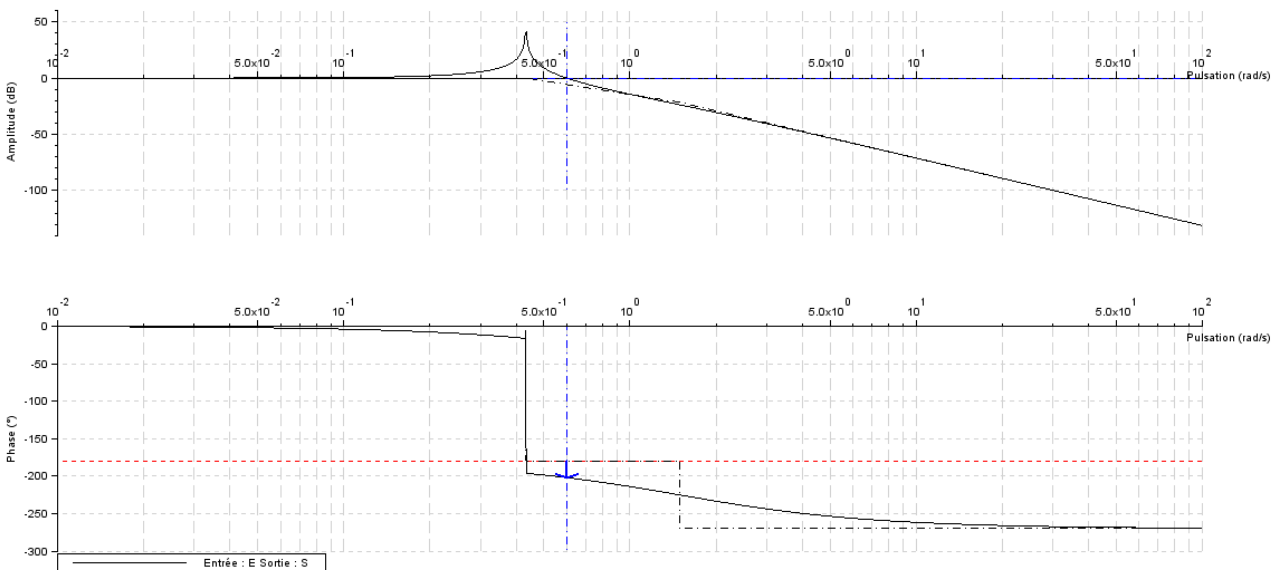 50
10-2
5.0x10-2
10-1
5.0x10-1
100
5.0x100
101
5.0x101
102
0
Pulsation (rad/s)
Amplitude (dB)
-50
-100
10-2
5.0x10-2
10-1
5.0x10-1
100
5.0x100
101
5.0x101
102
0
Pulsation (rad/s)
-50
-100
Phase (°)
-150
-200
-250
-300
Entrée : E Sortie : S